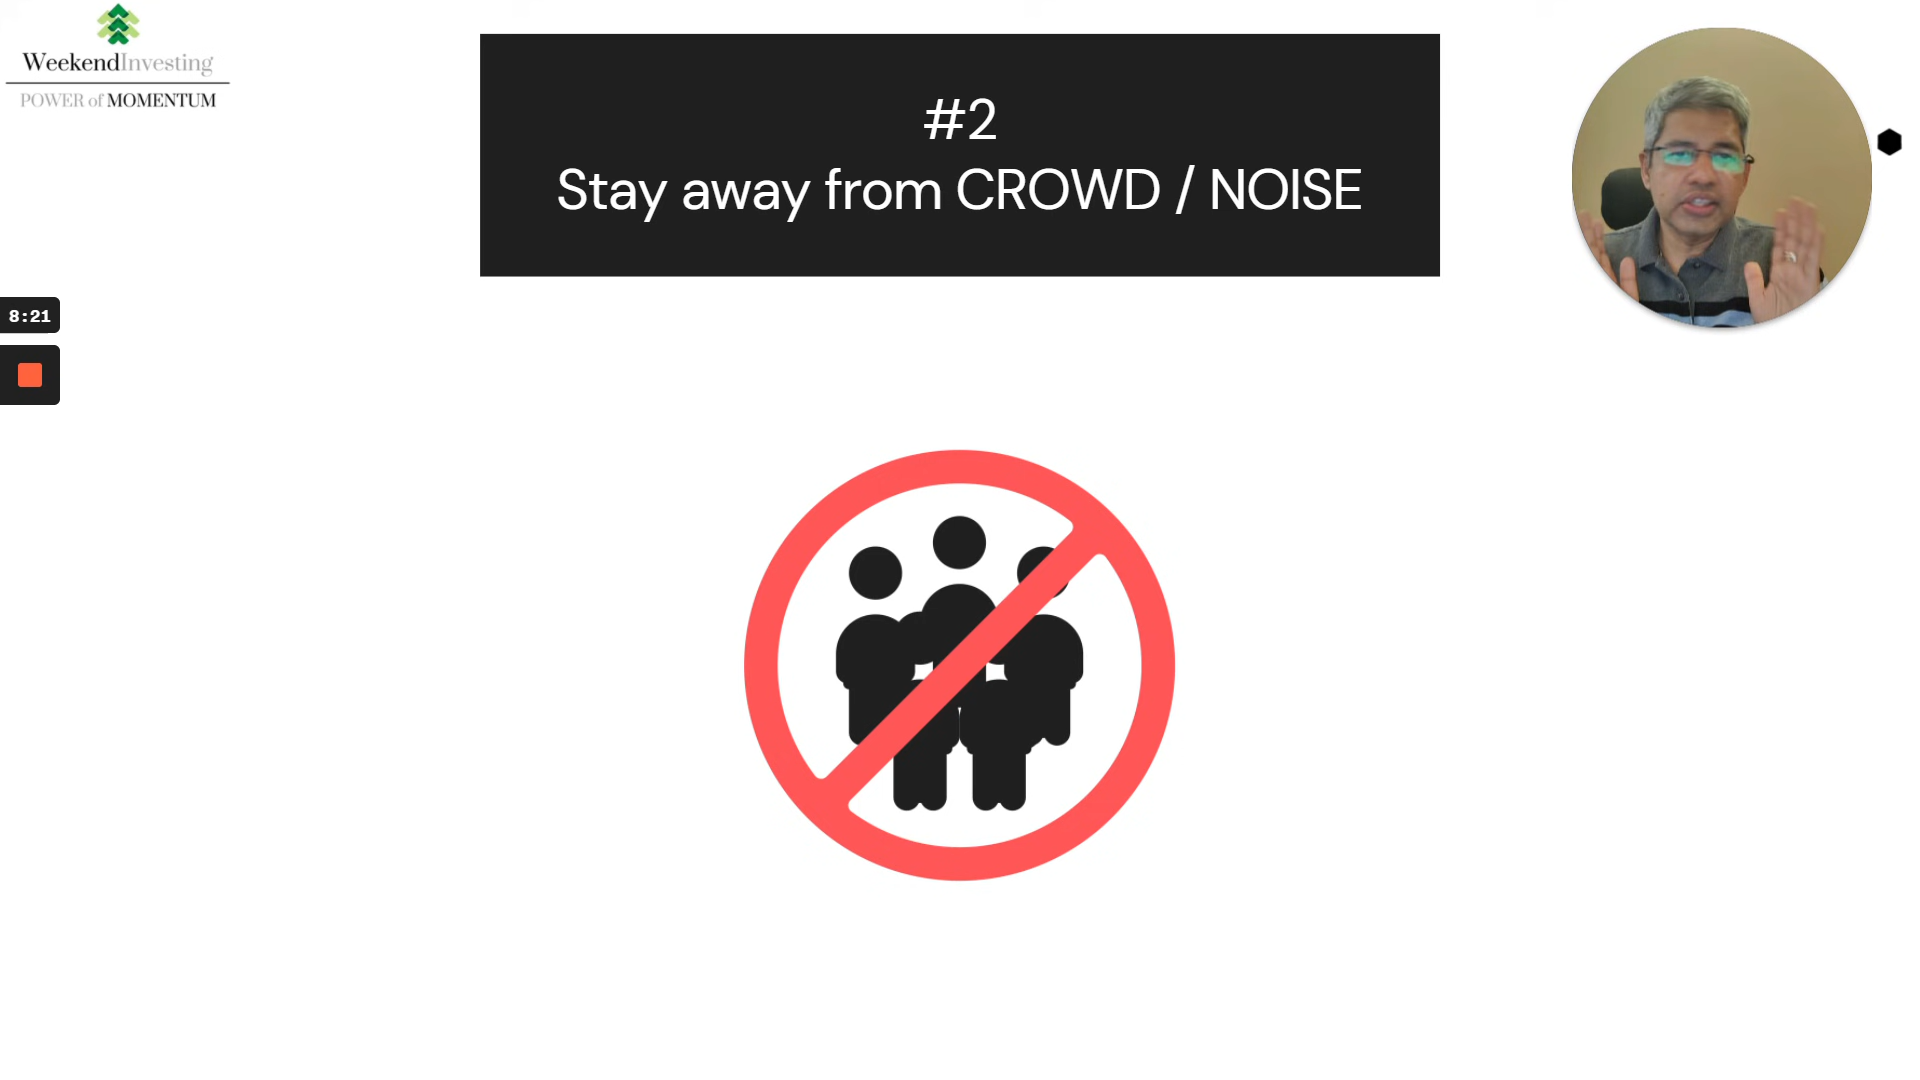 WeekendInvesting
POWER of MOMENTUM
#2
Stay away from CROWD / NOISE
8:21